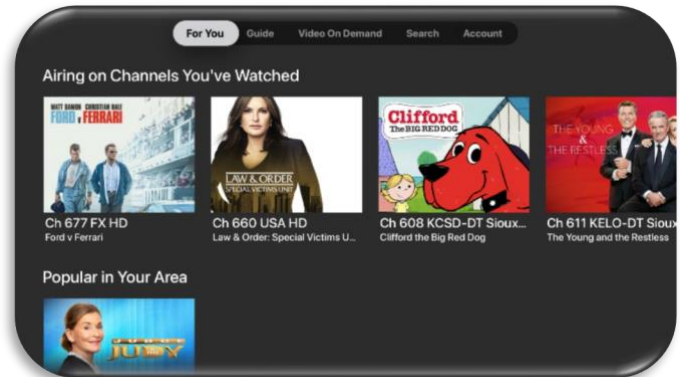 For You Guide Video On Demand Search Account
Airing on Channels You've Watched
MATT DAMON CHRISTIAN BALE
FORD v FERRARI
LAW & ORDER
SPECIAL VICTIMS UNIT
Clifford
THE BIG RED DOG
THE YOUNG
&
THE RESTLESS
Ch 677 FX HD
Ford v Ferrari
Ch 660 USA HD
Law & Order: Special Victims U...
Ch 608 KCSD-DT Sioux...
Clifford the Big Red Dog
Ch 611 KELO-DT Sioux
The Young and the Restless
Popular in Your Area
JUDY